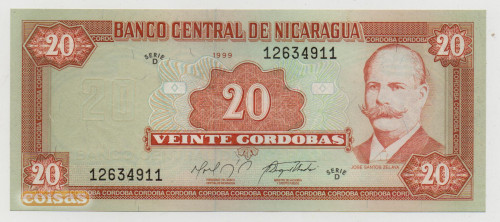 BANCO CENTRAL DE NICARAGUA
20
20
SERIE
D
1999
12634911
20
VEINTE CORDOBAS
JOSE SANTOS ZELAYA
12634911
SERIE
D
20
20
coisas